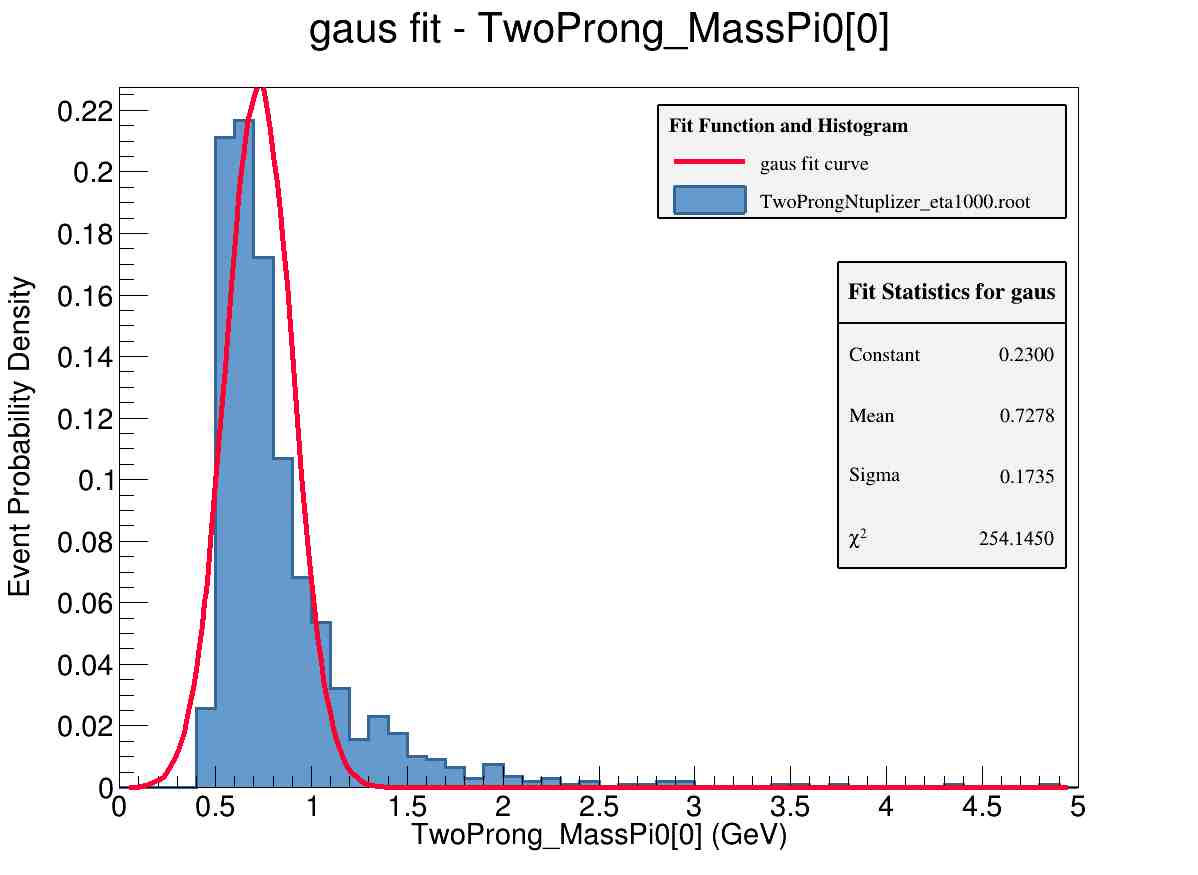 gaus fit - TwoProng_MassPi0[0]
Fit Function and Histogram
gaus fit curve
TwoProngNtuplizer_eta1000.root
Fit Statistics for gaus
Constant 0.2300
Mean 0.7278
Sigma 0.1735
χ² 254.1450
Event Probability Density
0.22
0.2
0.18
0.16
0.14
0.12
0.1
0.08
0.06
0.04
0.02
0
0 0.5 1 1.5 2 2.5 3 3.5 4 4.5 5
TwoProng_MassPi0[0] (GeV)